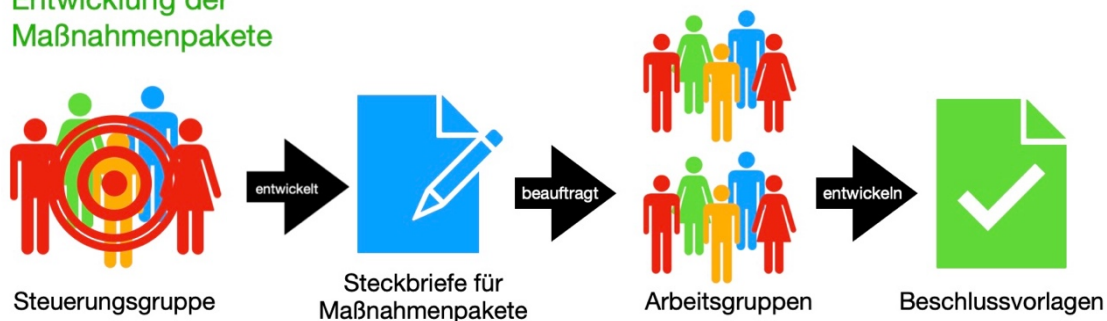 Entwicklung der
Maßnahmenpakete
entwickelt
beauftragt
entwickeln
Steuerungsgruppe
Steckbriefe für
Maßnahmenpakete
Arbeitsgruppen
Beschlussvorlagen